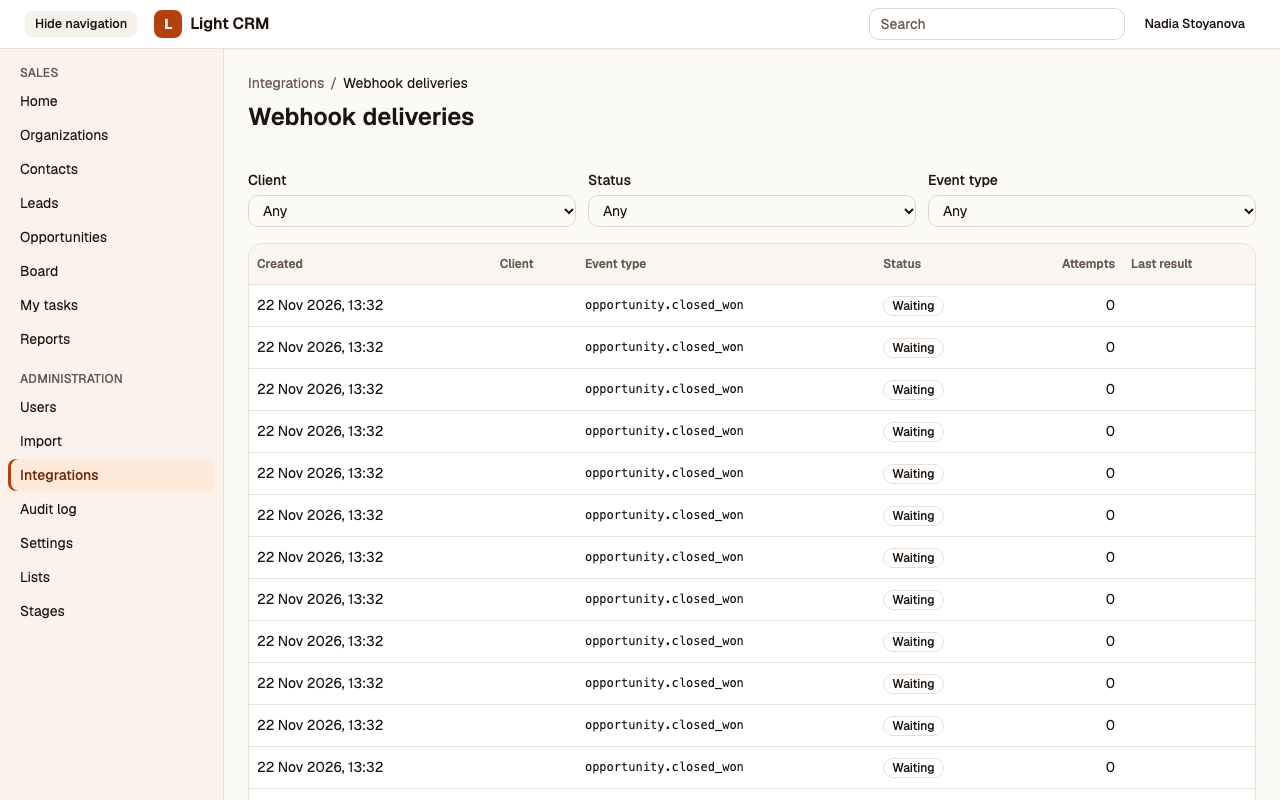 Hide navigation
L
Light CRM
Search
Nadia Stoyanova
SALES
Home
Organizations
Contacts
Leads
Opportunities
Board
My tasks
Reports
ADMINISTRATION
Users
Import
Integrations
Audit log
Settings
Lists
Stages
Integrations / Webhook deliveries
Webhook deliveries
Client Status Event type
Any Any Any
Created Client Event type Status Attempts Last result
22 Nov 2026, 13:32 opportunity.closed_won Waiting 0
22 Nov 2026, 13:32 opportunity.closed_won Waiting 0
22 Nov 2026, 13:32 opportunity.closed_won Waiting 0
22 Nov 2026, 13:32 opportunity.closed_won Waiting 0
22 Nov 2026, 13:32 opportunity.closed_won Waiting 0
22 Nov 2026, 13:32 opportunity.closed_won Waiting 0
22 Nov 2026, 13:32 opportunity.closed_won Waiting 0
22 Nov 2026, 13:32 opportunity.closed_won Waiting 0
22 Nov 2026, 13:32 opportunity.closed_won Waiting 0
22 Nov 2026, 13:32 opportunity.closed_won Waiting 0
22 Nov 2026, 13:32 opportunity.closed_won Waiting 0
22 Nov 2026, 13:32 opportunity.closed_won Waiting 0